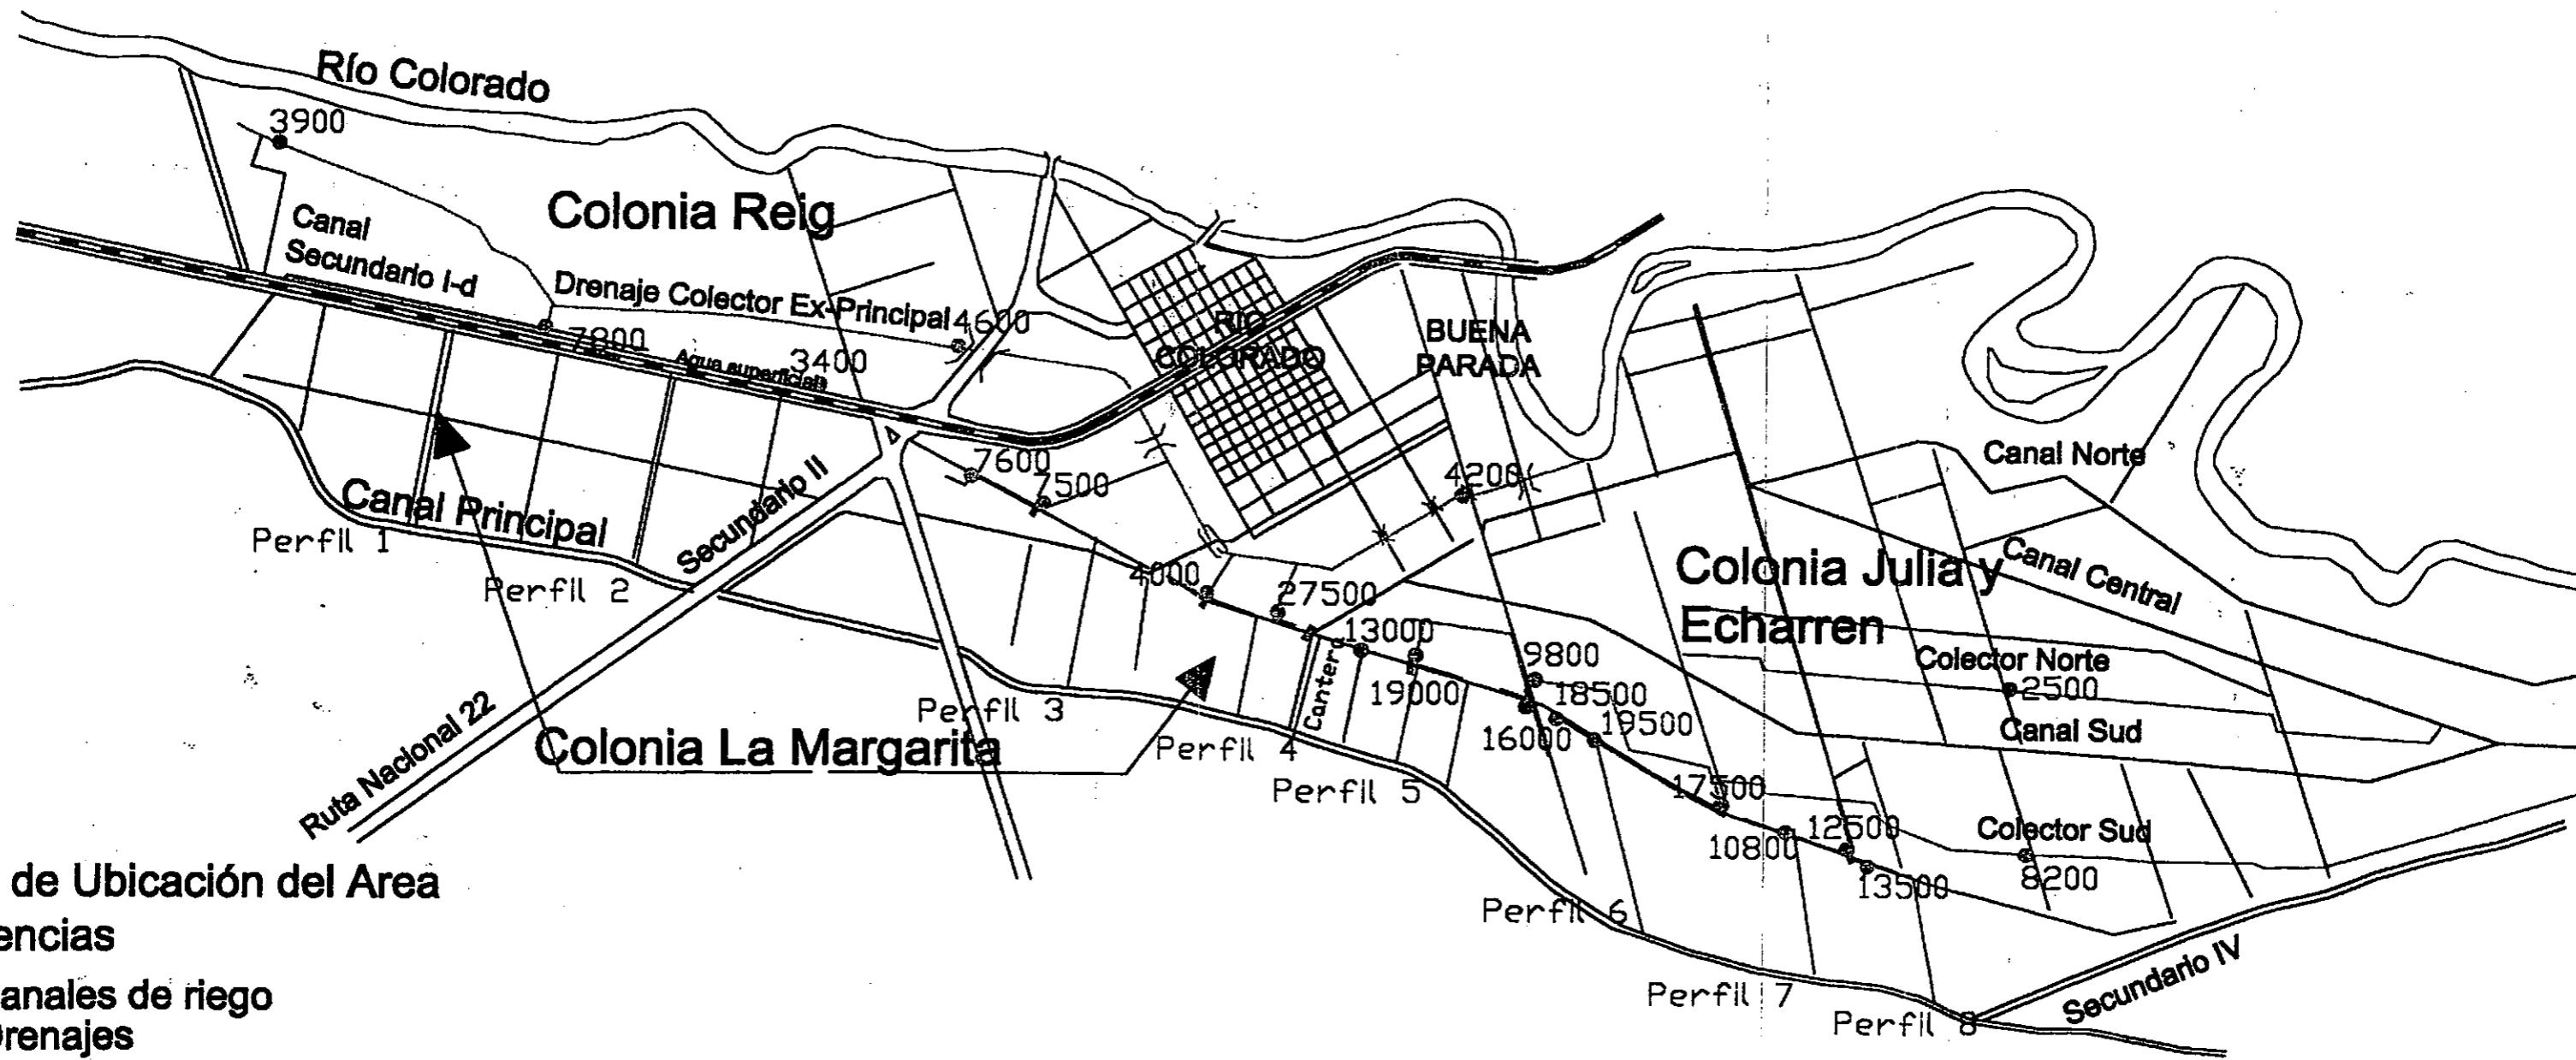 Río Colorado
3900
Colonia Reig
Canal
Secundario I-d
Drenaje Colector Ex-Principal
4600
7800
Agua superficial
3400
RIO
COLORADO
BUENA
PARADA
7600
7500
4200
Canal Norte
Canal Principal
Secundario II
Perfil 1
Perfil 2
Canal Central
Colonia Julia y
Echarren
4000
27500
13000
Cantera
19000
9800
18500
16000
19500
Colector Norte
2500
Canal Sud
Perfil 3
Perfil 4
Perfil 5
Ruta Nacional 22
Colonia La Margarita
17500
10800
12500
13500
Colector Sud
8200
Perfil 6
Perfil 7
Perfil 8
Secundario IV
de Ubicación del Area
encias
anales de riego
renajes